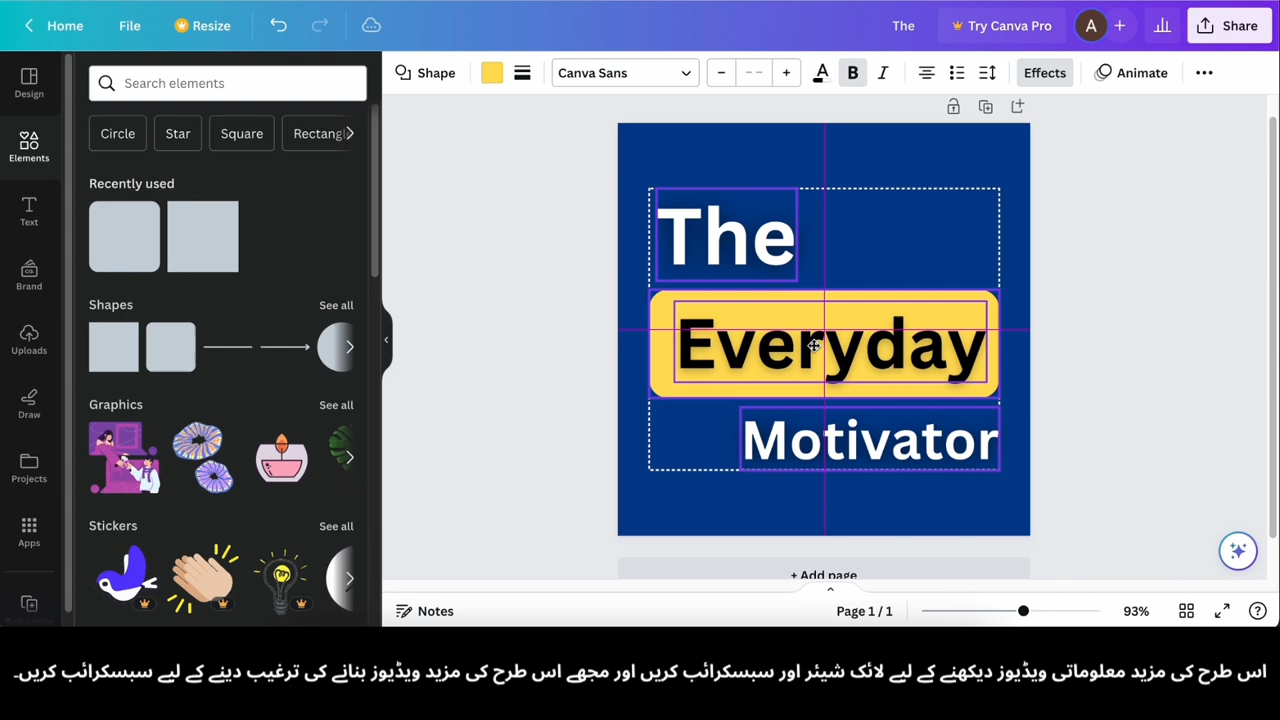 Home File Resize The Try Canva Pro A + Share
Shape Canva Sans − -- + A B I Effects Animate •••
Design
Elements
Text
Brand
Uploads
Draw
Projects
Apps
Search elements
Circle Star Square
Recently used
Shapes See all
Graphics See all
Stickers See all
The
Everyday
Motivator
+ Add page
Notes Page 1 / 1 93%
اس طرح کی مزید معلوماتی ویڈیوز دیکھنے کے لیے لائک شیئر اور سبسکرائب کریں اور مجھے اس طرح کی مزید ویڈیوز بنانے کی ترغیب دینے کے لیے سبسکرائب کریں۔